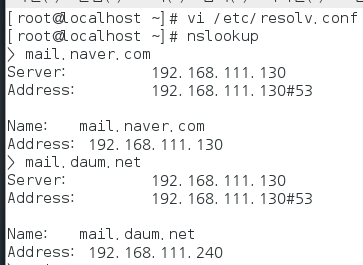 [root@localhost ~]# vi /etc/resolv.conf
[root@localhost ~]# nslookup
> mail.naver.com
Server: 192.168.111.130
Address: 192.168.111.130#53
Name: mail.naver.com
Address: 192.168.111.130
> mail.daum.net
Server: 192.168.111.130
Address: 192.168.111.130#53
Name: mail.daum.net
Address: 192.168.111.240